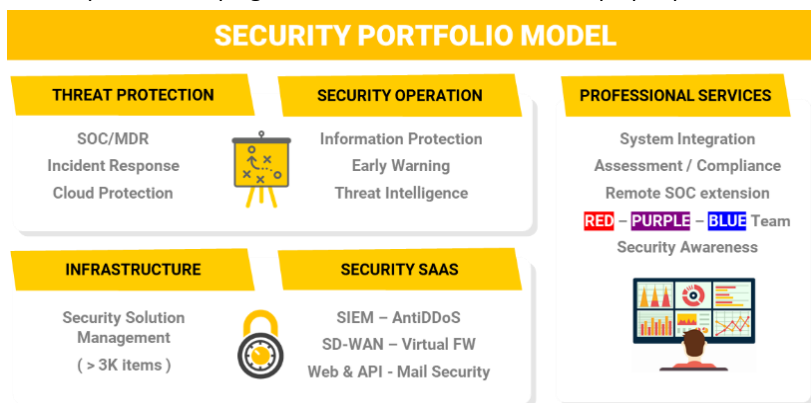 SECURITY PORTFOLIO MODEL
THREAT PROTECTION
SOC/MDR
Incident Response
Cloud Protection
SECURITY OPERATION
Information Protection
Early Warning
Threat Intelligence
INFRASTRUCTURE
Security Solution
Management
( > 3K items )
SECURITY SAAS
SIEM – AntiDDoS
SD-WAN – Virtual FW
Web & API - Mail Security
PROFESSIONAL SERVICES
System Integration
Assessment / Compliance
Remote SOC extension
RED – PURPLE – BLUE Team
Security Awareness